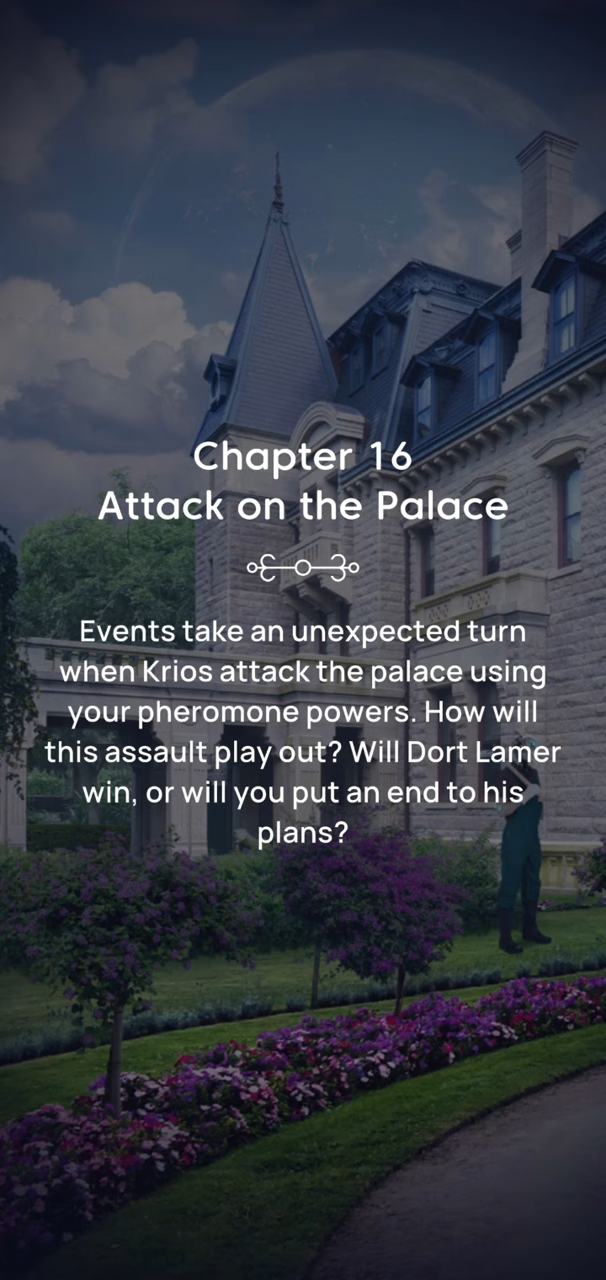 Chapter 16
Attack on the Palace
Events take an unexpected turn
when Krios attack the palace using
your pheromone powers. How will
this assault play out? Will Dort Lamer
win, or will you put an end to his
plans?